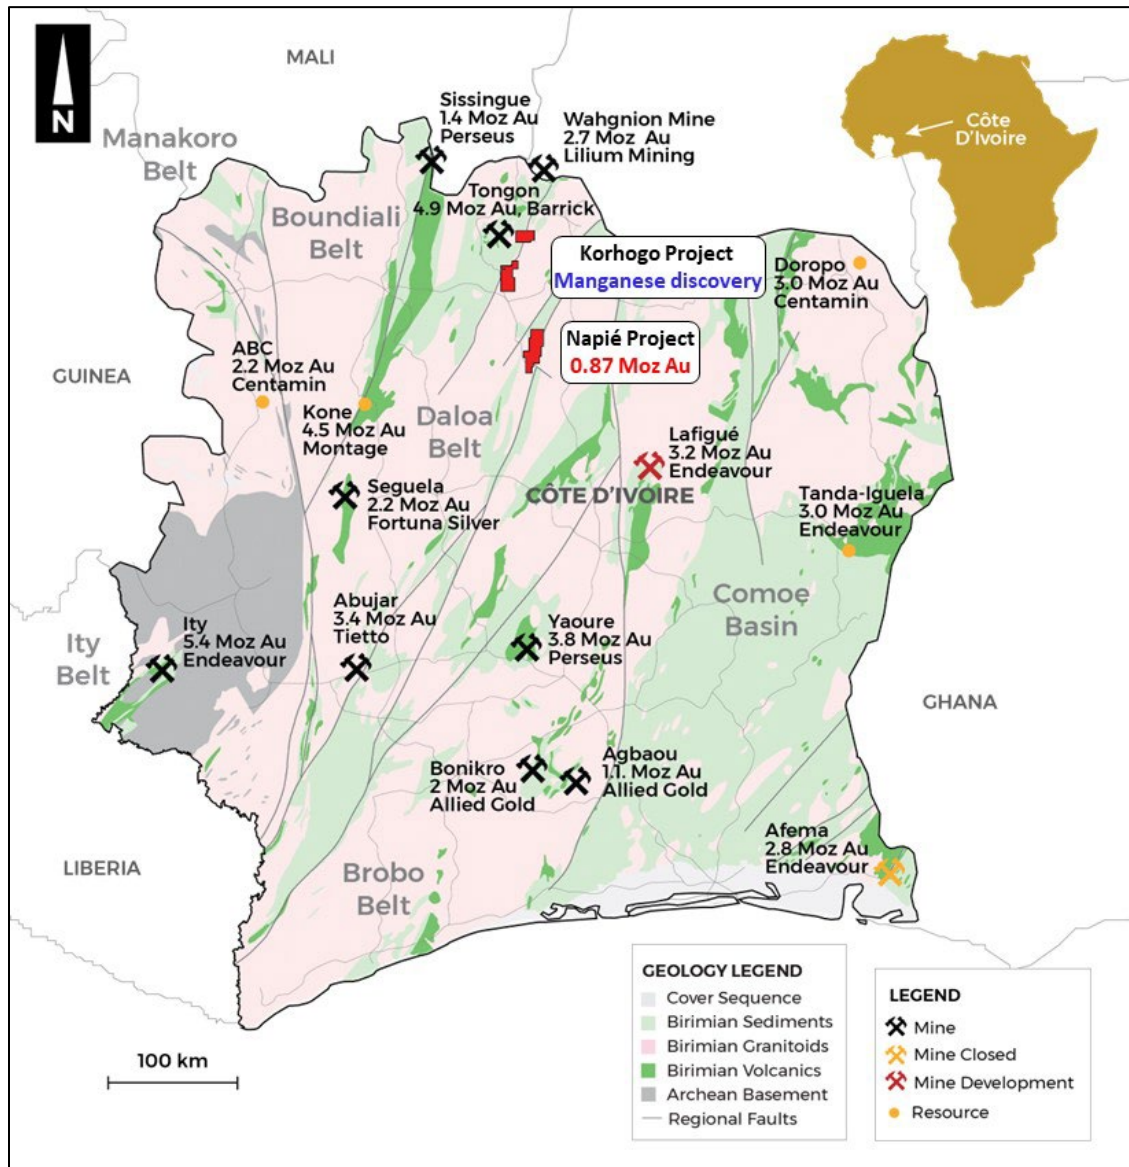 N
MALI
Manakoro
Belt
Sissingue
1.4 Moz Au
Perseus
Wahgnion Mine
2.7 Moz Au
Lilium Mining
Côte
D'Ivoire
Boundiali
Belt
Tongon
4.9 Moz Au, Barrick
Korhogo Project
Manganese discovery
Doropo
3.0 Moz Au
Centamin
Napié Project
0.87 Moz Au
GUINEA
ABC
2.2 Moz Au
Centamin
Kone
4.5 Moz Au
Montage
Daloa
Belt
Lafigué
3.2 Moz Au
Endeavour
Seguela
2.2 Moz Au
Fortuna Silver
CÔTE D'IVOIRE
Tanda-Iguela
3.0 Moz Au
Endeavour
Comoe
Basin
Abujar
3.4 Moz Au
Tietto
Yaoure
3.8 Moz Au
Perseus
Ity
Belt
Ity
5.4 Moz Au
Endeavour
GHANA
Bonikro
2 Moz Au
Allied Gold
Agbaou
1.1. Moz Au
Allied Gold
Afema
2.8 Moz Au
Endeavour
LIBERIA
Brobo
Belt
100 km
GEOLOGY LEGEND
Cover Sequence
Birimian Sediments
Birimian Granitoids
Birimian Volcanics
Archean Basement
Regional Faults
LEGEND
Mine
Mine Closed
Mine Development
Resource